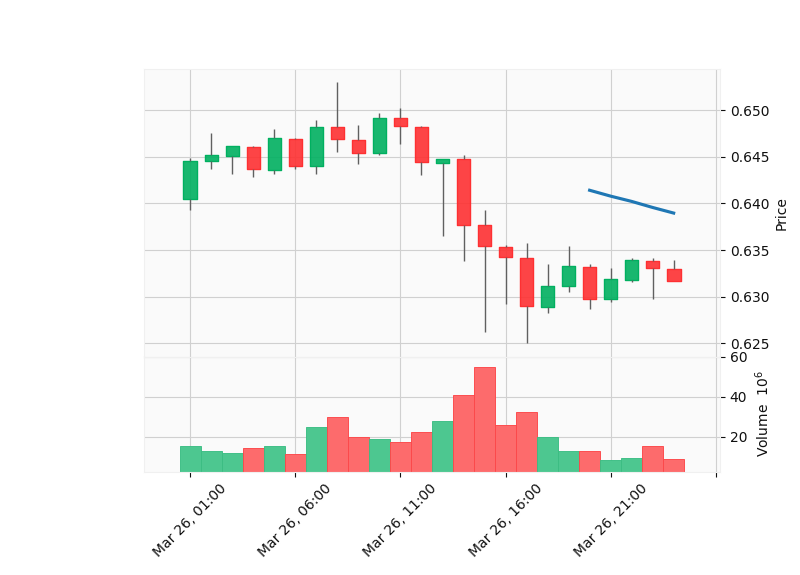 0.650
0.645
0.640
0.635
0.630
0.625
Price
60
40
20
Volume 10^6
Mar 26, 01:00
Mar 26, 06:00
Mar 26, 11:00
Mar 26, 16:00
Mar 26, 21:00